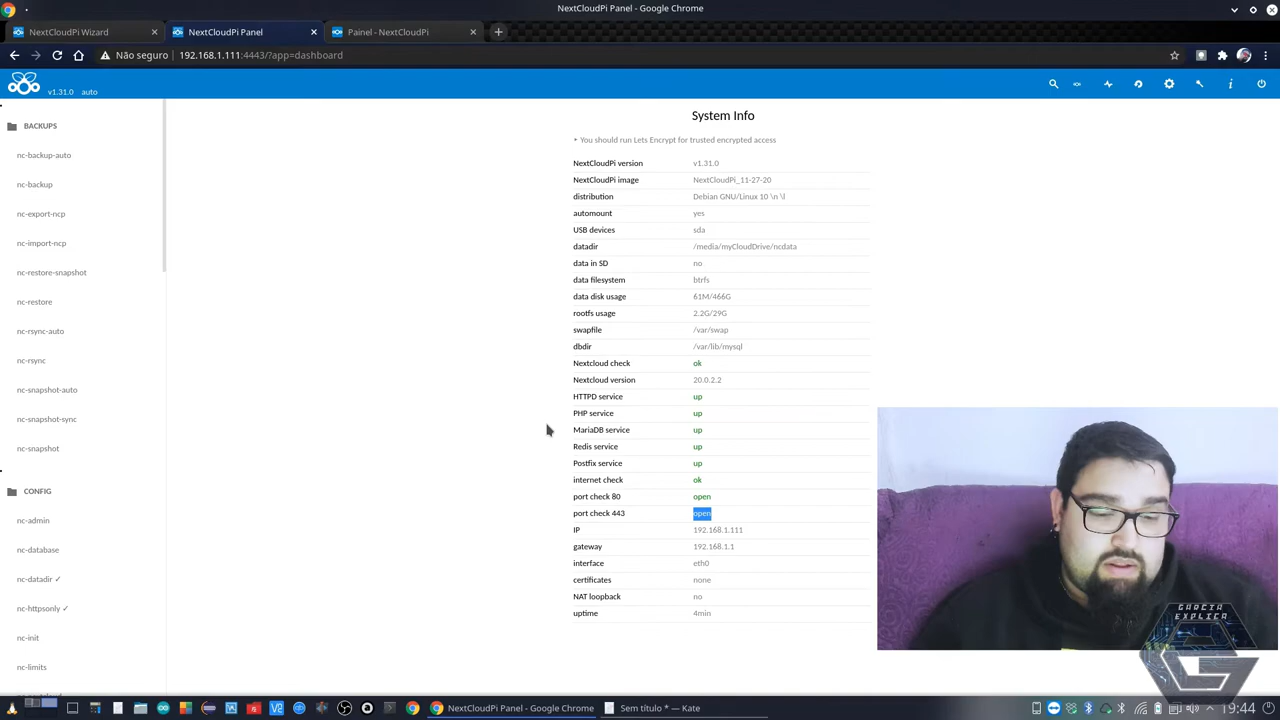 NextCloudPi Panel - Google Chrome
NextCloudPi Wizard
NextCloudPi Panel
Painel - NextCloudPi
Não seguro 192.168.1.111:4443/?app=dashboard
v1.31.0 auto
BACKUPS
nc-backup-auto
nc-backup
nc-export-ncp
nc-import-ncp
nc-restore-snapshot
nc-restore
nc-rsync-auto
nc-rsync
nc-snapshot-auto
nc-snapshot-sync
nc-snapshot
CONFIG
nc-admin
nc-database
nc-datadir ✓
nc-httpsonly ✓
nc-init
nc-limits
System Info
You should run Lets Encrypt for trusted encrypted access
NextCloudPi version v1.31.0
NextCloudPi image NextCloudPi_11-27-20
distribution Debian GNU/Linux 10 \n \l
automount yes
USB devices sda
datadir /media/myCloudDrive/ncdata
data in SD no
data filesystem btrfs
data disk usage 61M/466G
rootfs usage 2.2G/29G
swapfile /var/swap
dbdir /var/lib/mysql
Nextcloud check ok
Nextcloud version 20.0.2.2
HTTPD service up
PHP service up
MariaDB service up
Redis service up
Postfix service up
internet check ok
port check 80 open
port check 443 open
IP 192.168.1.111
gateway 192.168.1.1
interface eth0
certificates none
NAT loopback no
uptime 4min
GARCIA
EXPLICA
NextCloudPi Panel - Google Chrome
Sem título * — Kate
19:44